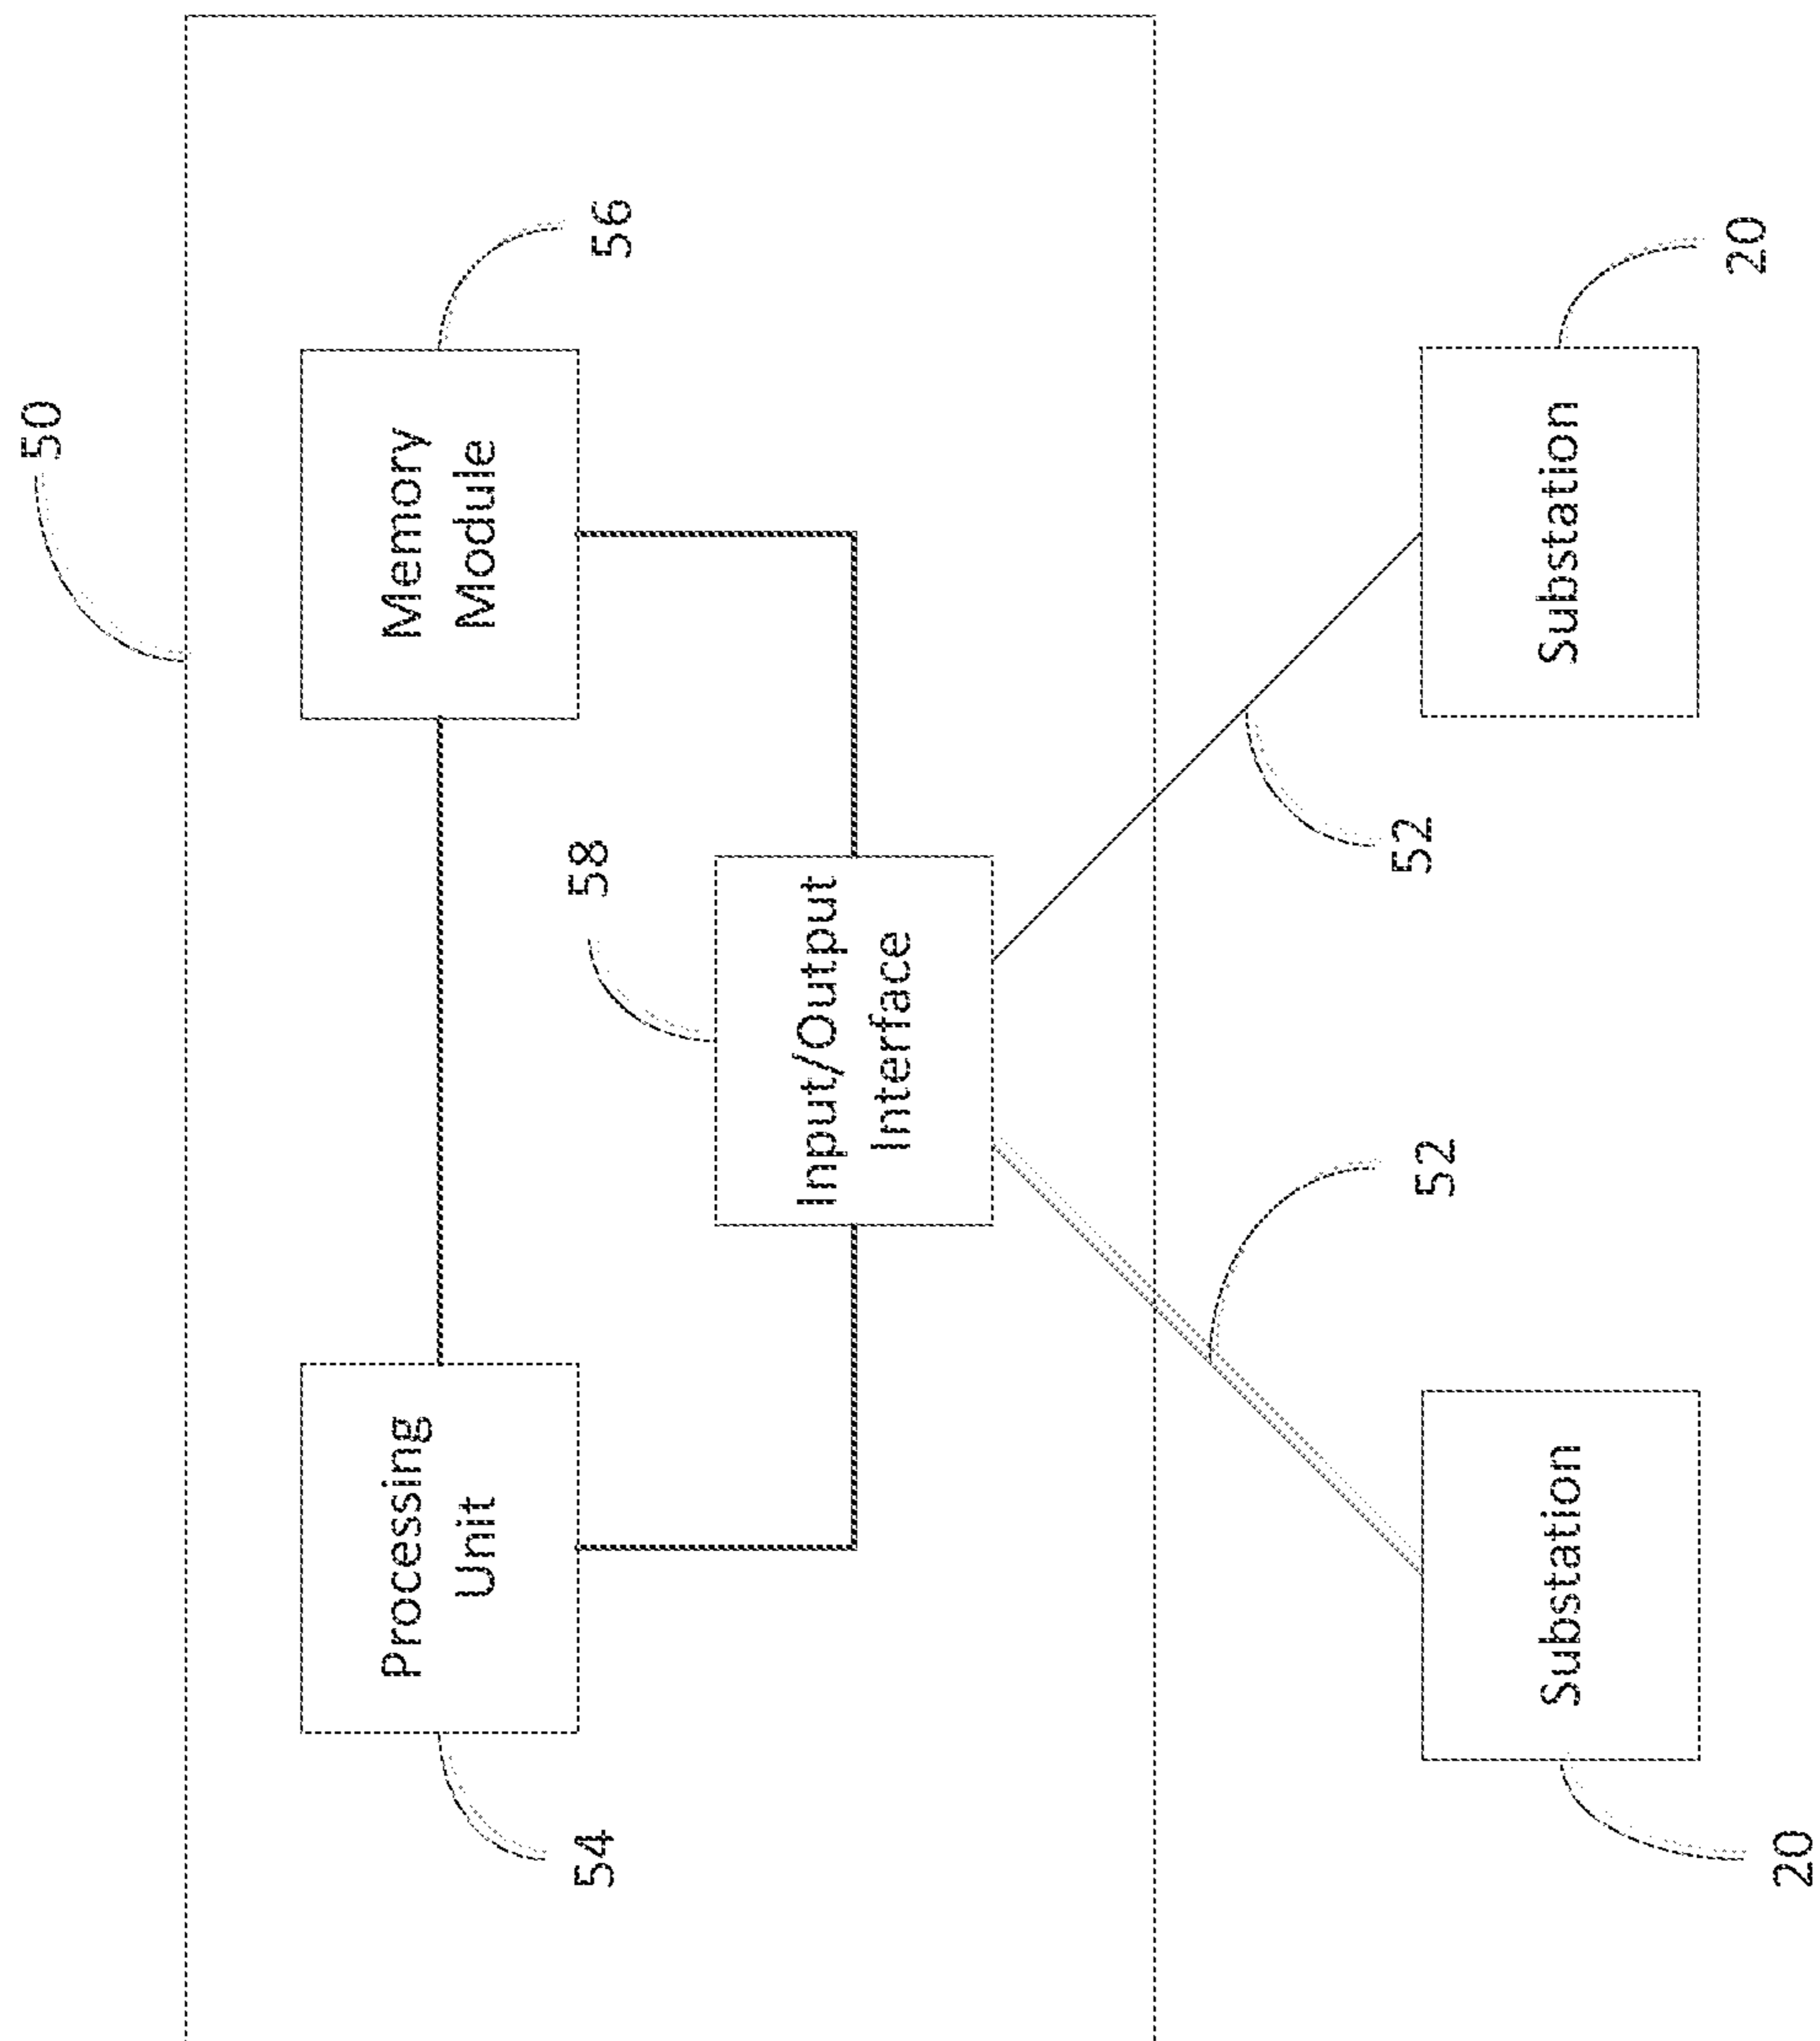 50
Processing
Unit
Memory
Module
54
58
56
Input/Output
Interface
52
52
Substation
Substation
20
20